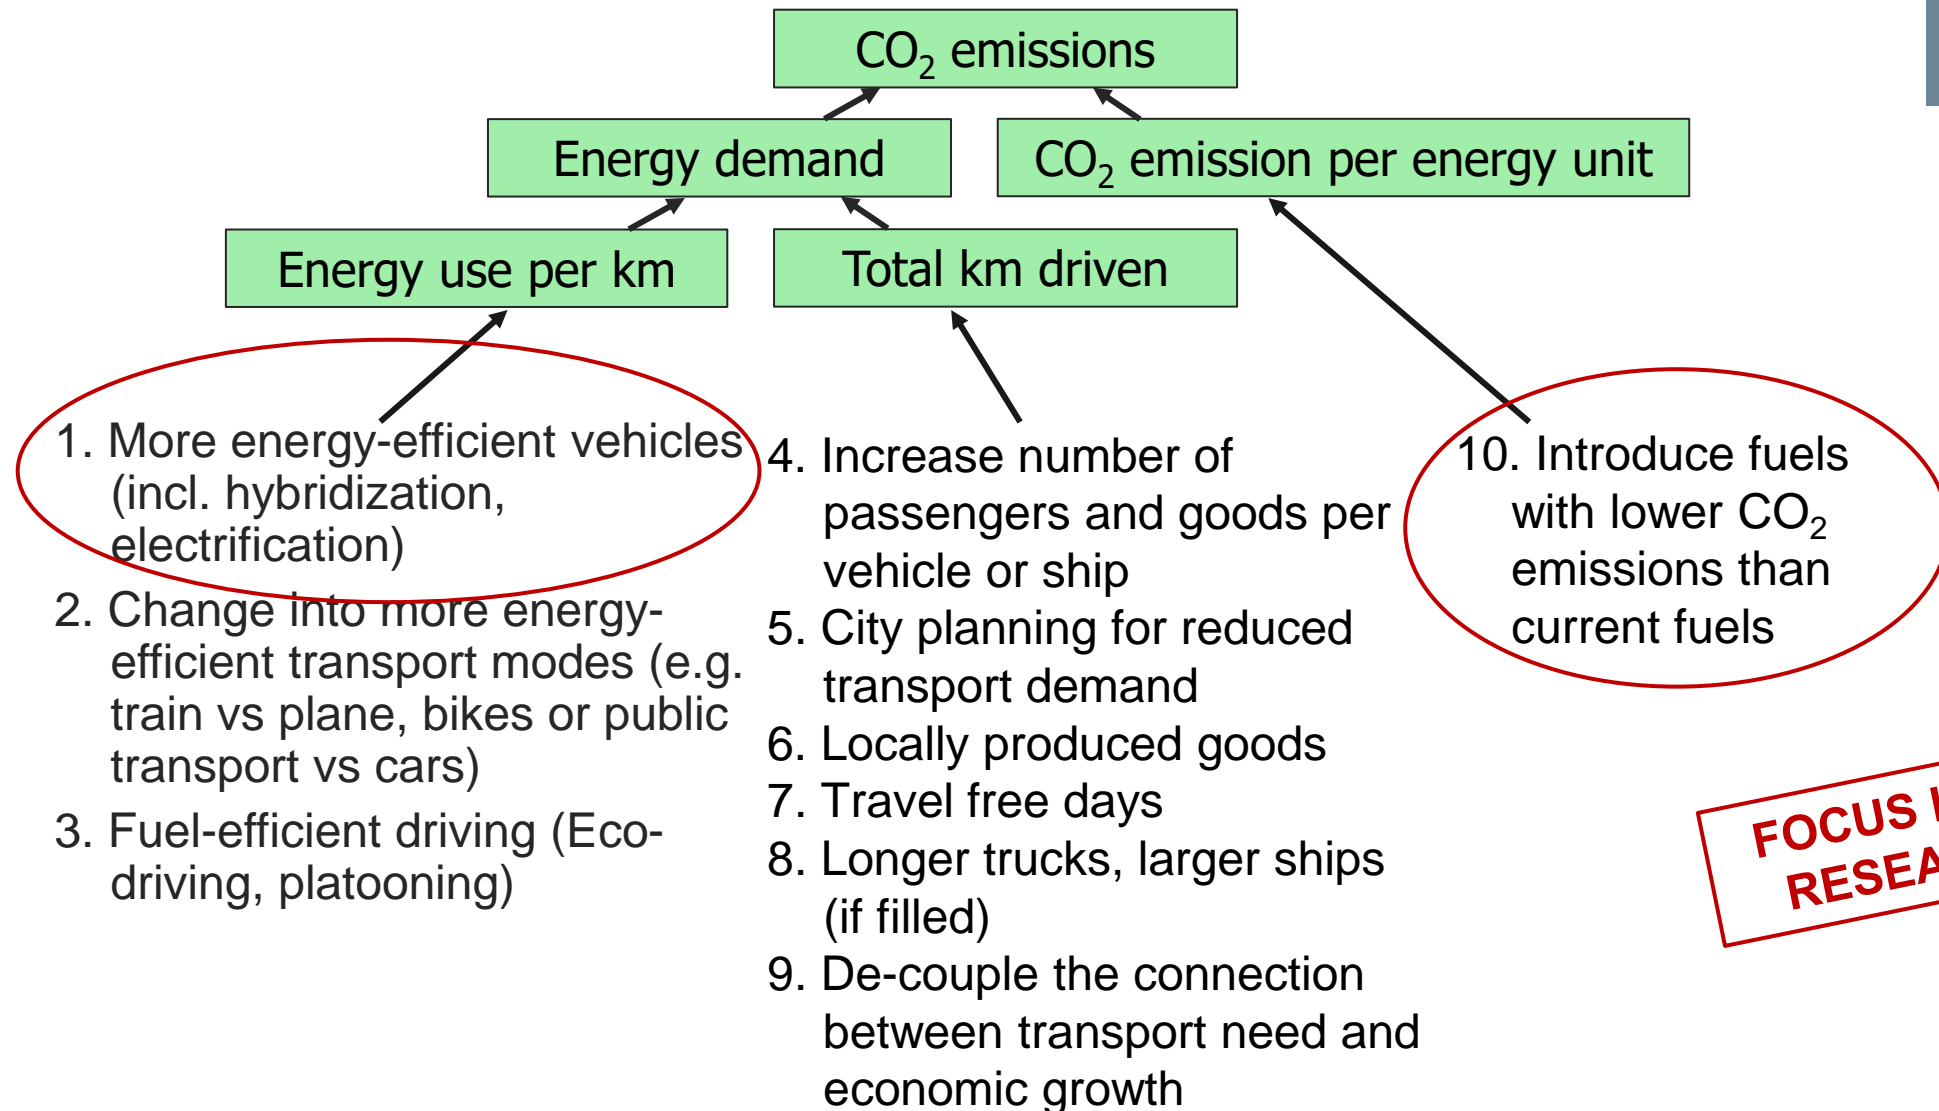 CO₂ emissions
Energy demand
CO₂ emission per energy unit
Energy use per km
Total km driven
1. More energy-efficient vehicles
(incl. hybridization,
electrification)
2. Change into more energy-
efficient transport modes (e.g.
train vs plane, bikes or public
transport vs cars)
3. Fuel-efficient driving (Eco-
driving, platooning)
4. Increase number of
passengers and goods per
vehicle or ship
5. City planning for reduced
transport demand
6. Locally produced goods
7. Travel free days
8. Longer trucks, larger ships
(if filled)
9. De-couple the connection
between transport need and
economic growth
10. Introduce fuels
with lower CO₂
emissions than
current fuels
FOCUS